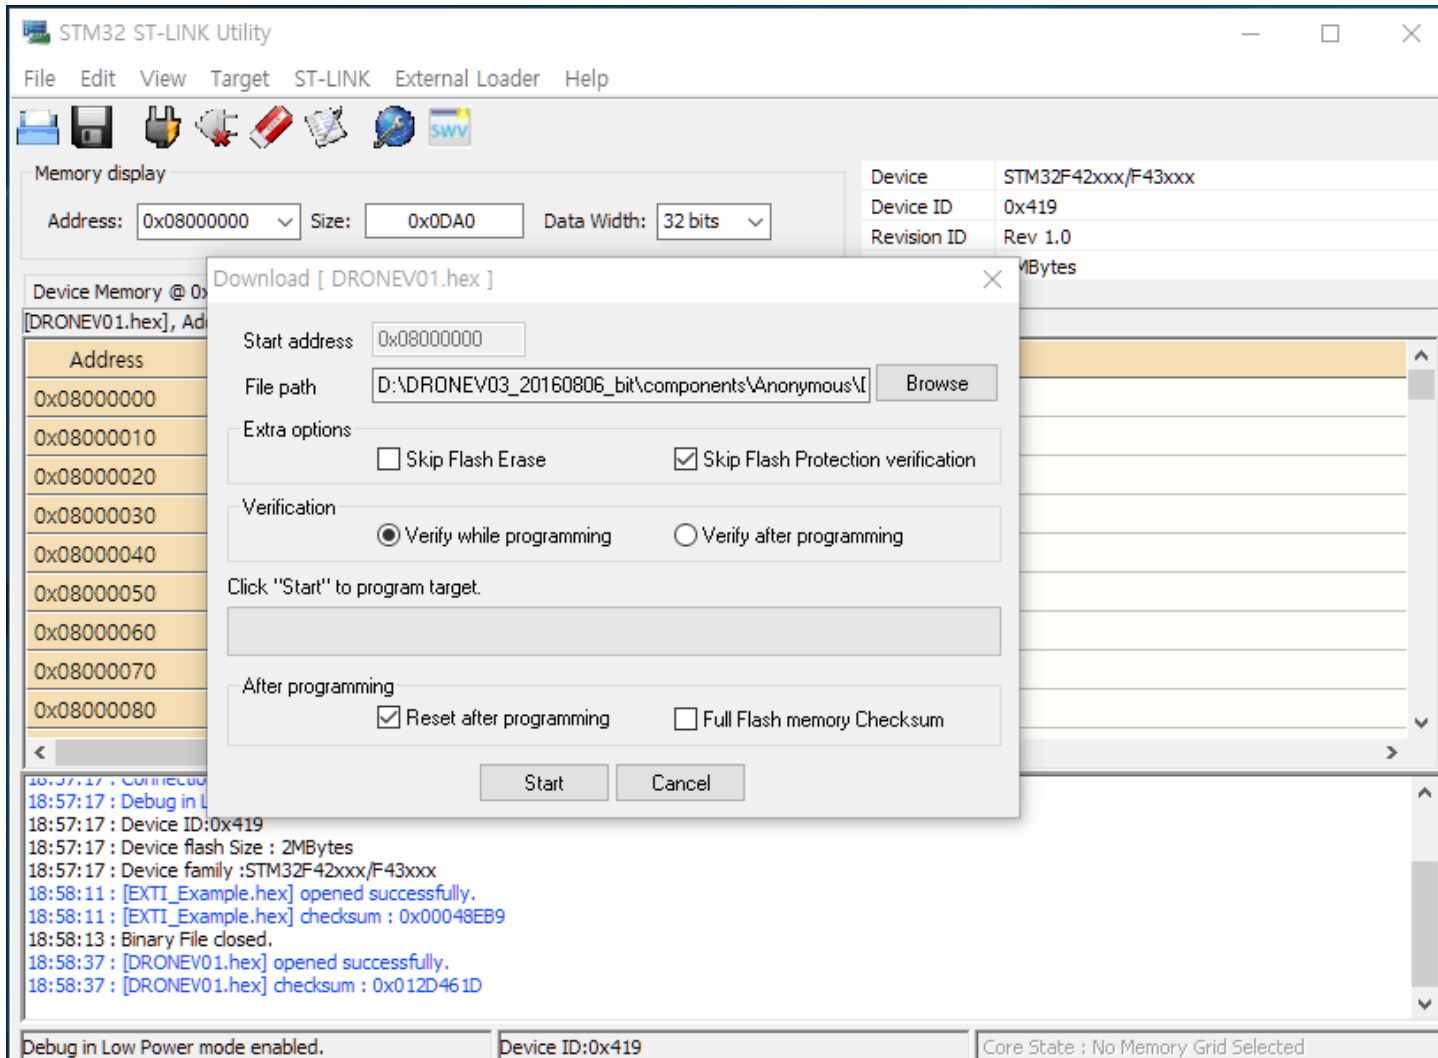 STM32 ST-LINK Utility
File Edit View Target ST-LINK External Loader Help
SWV
Memory display
Address: 0x08000000 Size: 0x0DA0 Data Width: 32 bits
Device STM32F42xxx/F43xxx
Device ID 0x419
Revision ID Rev 1.0
MBytes
Device Memory @
[DRONEV01.hex],
Download [ DRONEV01.hex ]
Start address 0x08000000
File path D:\DRONEV03_20160806_bit\components\Anonymous\ Browse
Extra options
Skip Flash Erase Skip Flash Protection verification
Verification
Verify while programming Verify after programming
Click "Start" to program target.
After programming
Reset after programming Full Flash memory Checksum
Start Cancel
Address
0x08000000
0x08000010
0x08000020
0x08000030
0x08000040
0x08000050
0x08000060
0x08000070
0x08000080
18:57:17 : Debug in
18:57:17 : Device ID:0x419
18:57:17 : Device flash Size : 2MBytes
18:57:17 : Device family :STM32F42xxx/F43xxx
18:58:11 : [EXTI_Example.hex] opened successfully.
18:58:11 : [EXTI_Example.hex] checksum : 0x00048EB9
18:58:13 : Binary File closed.
18:58:37 : [DRONEV01.hex] opened successfully.
18:58:37 : [DRONEV01.hex] checksum : 0x012D461D
Debug in Low Power mode enabled. Device ID:0x419 Core State : No Memory Grid Selected